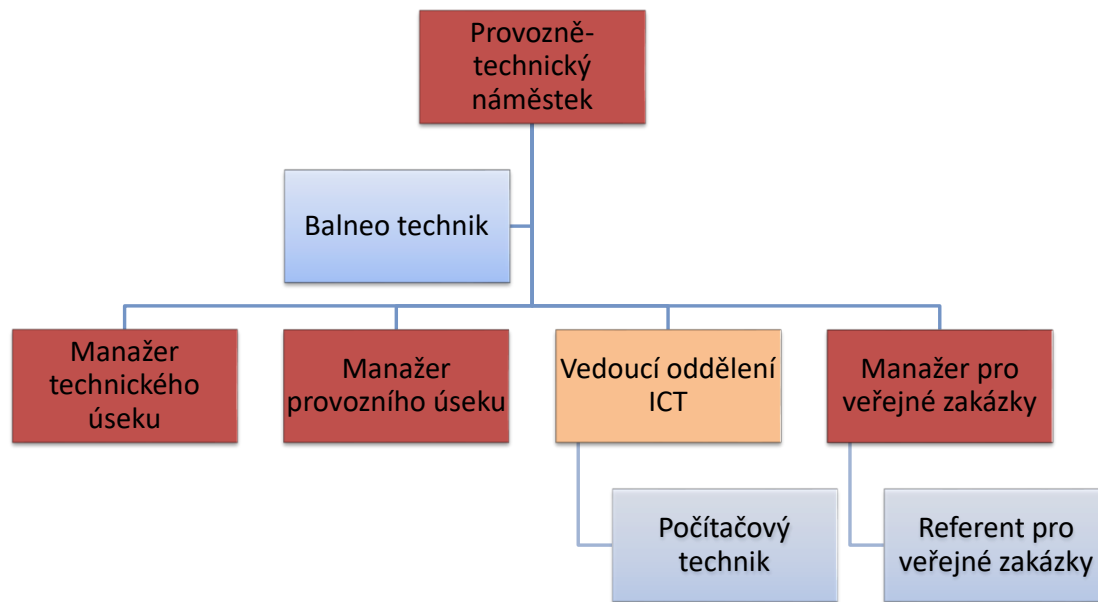 Provozně-
technický
náměstek
Balneo technik
Manažer
technického
úseku
Manažer
provozního úseku
Vedoucí oddělení
ICT
Manažer pro
veřejné zakázky
Počítačový
technik
Referent pro
veřejné zakázky